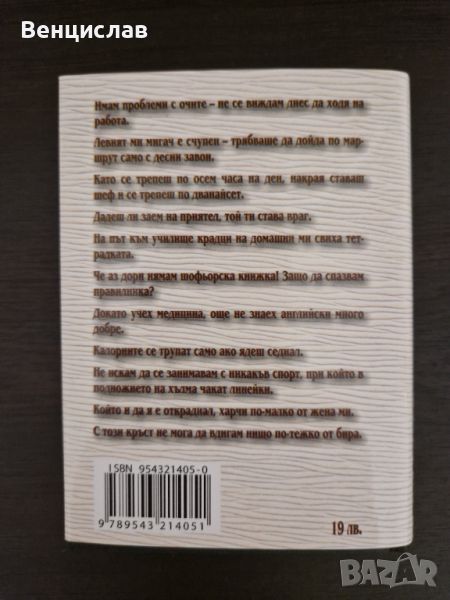 Венцислав
Имам проблеми с очите – не се виждам днес да ходя на
работа.
Левият ми мигач е счупен – трябваше да дойда по мар-
шрут само с десни завои.
Като се трепеш по осем часа на ден, накрая ставаш
шеф и се трепеш по дванайсет.
Дадеш ли заем на приятел, той ти става враг.
На път към училище крадци на домашни ми свиха тет-
радката.
Че аз дори нямам шофьорска книжка! Защо да спазвам
правилника?
Докато учех медицина, още не знаех английски много
добре.
Калориите се трупат само ако ядеш седнал.
Не искам да се занимавам с никакъв спорт, при който в
подножието на хълма чакат линейки.
Който и да я е откраднал, харчи по-малко от жена ми.
С този кръст не мога да вдигам нищо по-тежко от бира.
ISBN 954321405-0
9 789543 214051
19 лв.
BAZAR